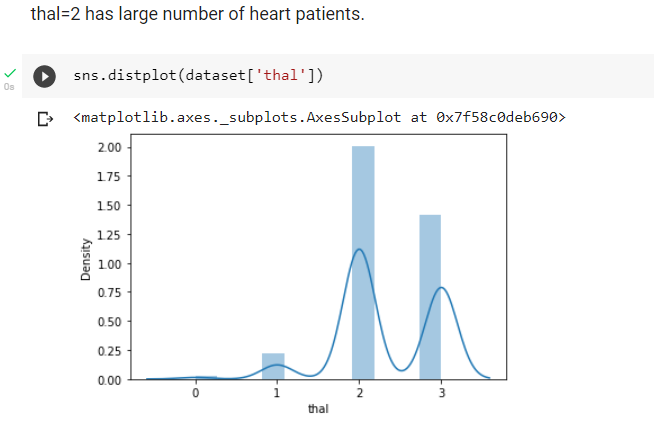 thal=2 has large number of heart patients.
0s
sns.distplot(dataset['thal'])
<matplotlib.axes._subplots.AxesSubplot at 0x7f58c0deb690>
2.00
1.75
1.50
1.25
1.00
0.75
0.50
0.25
0.00
Density
0 1 2 3
thal